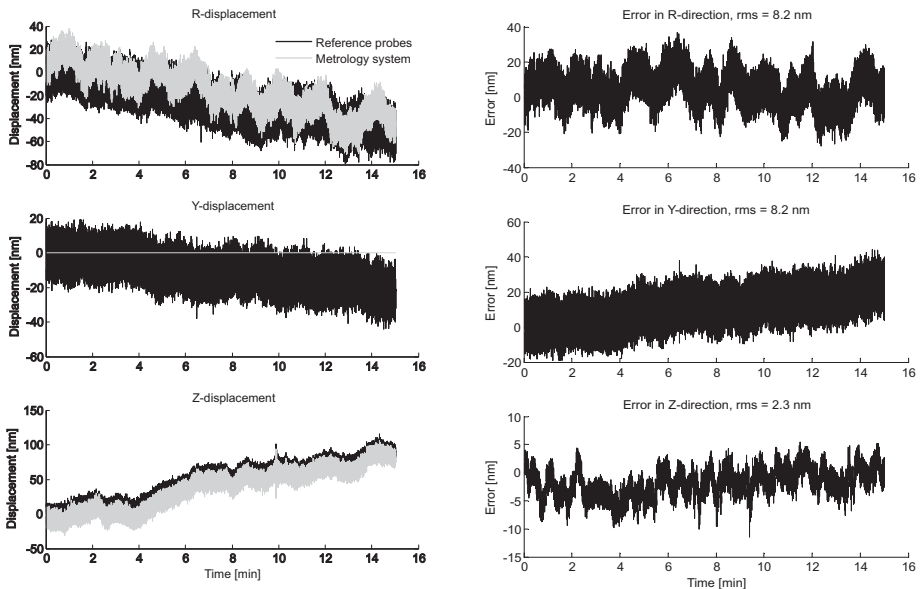 R-displacement
Displacement [nm]
40
20
0
-20
-40
-60
-80
Reference probes
Metrology system
0 2 4 6 8 10 12 14 16
Error in R-direction, rms = 8.2 nm
Error [nm]
40
20
0
-20
-40
0 2 4 6 8 10 12 14 16
Y-displacement
Displacement [nm]
20
0
-20
-40
-60
0 2 4 6 8 10 12 14 16
Error in Y-direction, rms = 8.2 nm
Error [nm]
60
40
20
0
-20
0 2 4 6 8 10 12 14 16
Z-displacement
Displacement [nm]
150
100
50
0
-50
0 2 4 6 8 10 12 14 16
Time [min]
Error in Z-direction, rms = 2.3 nm
Error [nm]
10
5
0
-5
-10
-15
0 2 4 6 8 10 12 14 16
Time [min]